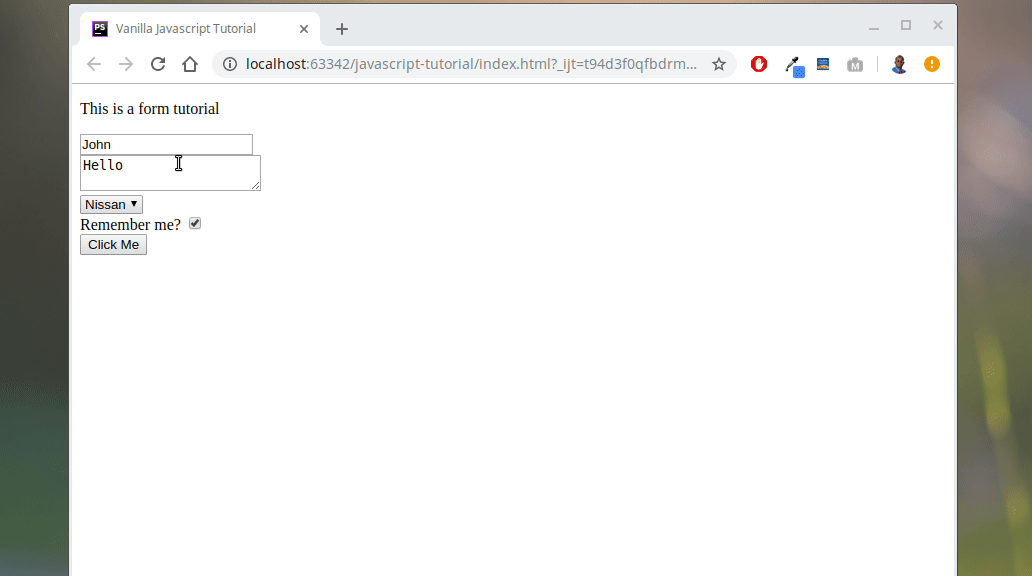 PS Vanilla Javascript Tutorial
localhost:63342/javascript-tutorial/index.html?_ijt=t94d3f0qfbdrm...
M
This is a form tutorial
John
Hello
Nissan
Remember me?
Click Me